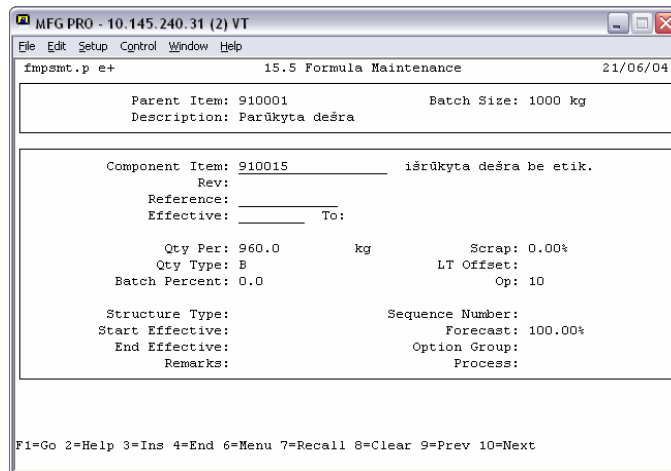 MFG PRO - 10.145.240.31 (2) VT
File Edit Setup Control Window Help
fmpsmt.p e+ 15.5 Formula Maintenance 21/06/04
Parent Item: 910001 Batch Size: 1000 kg
Description: Parūkyta dešra
Component Item: 910015 išrūkyta dešra be etik.
Rev:
Reference:
Effective: To:
Qty Per: 960.0 kg Scrap: 0.00%
Qty Type: B LT Offset:
Batch Percent: 0.0 Op: 10
Structure Type: Sequence Number:
Start Effective: Forecast: 100.00%
End Effective: Option Group:
Remarks: Process:
F1=Go 2=Help 3=Ins 4=End 6=Menu 7=Recall 8=Clear 9=Prev 10=Next